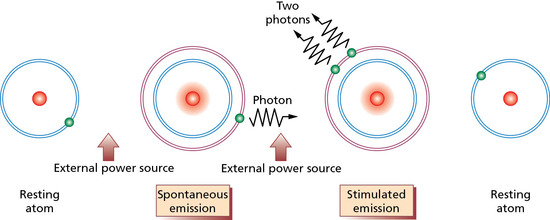 Two
photons
Photon
External power source
External power source
Resting
atom
Spontaneous
emission
Stimulated
emission
Resting
atom